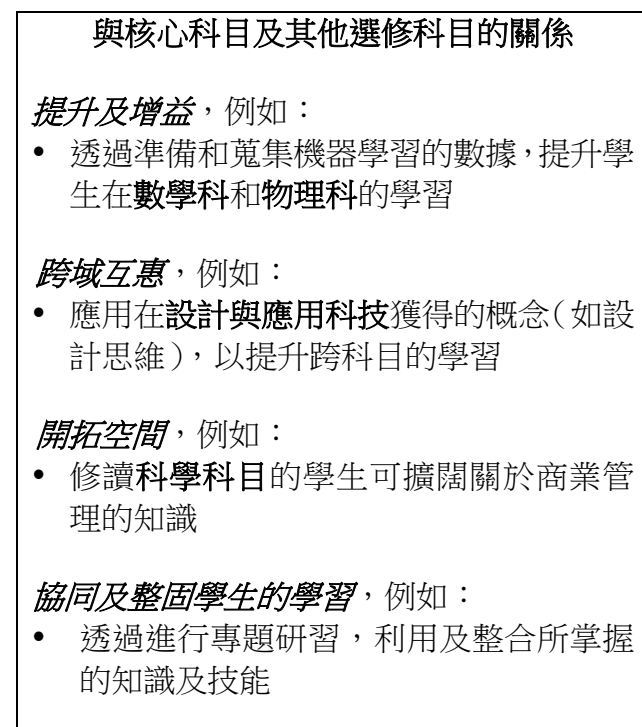 與核心科目及其他選修科目的關係
提升及增益，例如：
• 透過準備和蒐集機器學習的數據，提升學
生在數學科和物理科的學習
跨域互惠，例如：
• 應用在設計與應用科技獲得的概念（如設
計思維），以提升跨科目的學習
開拓空間，例如：
• 修讀科學科目的學生可擴闊關於商業管
理的知識
協同及整固學生的學習，例如：
• 透過進行專題研習，利用及整合所掌握
的知識及技能